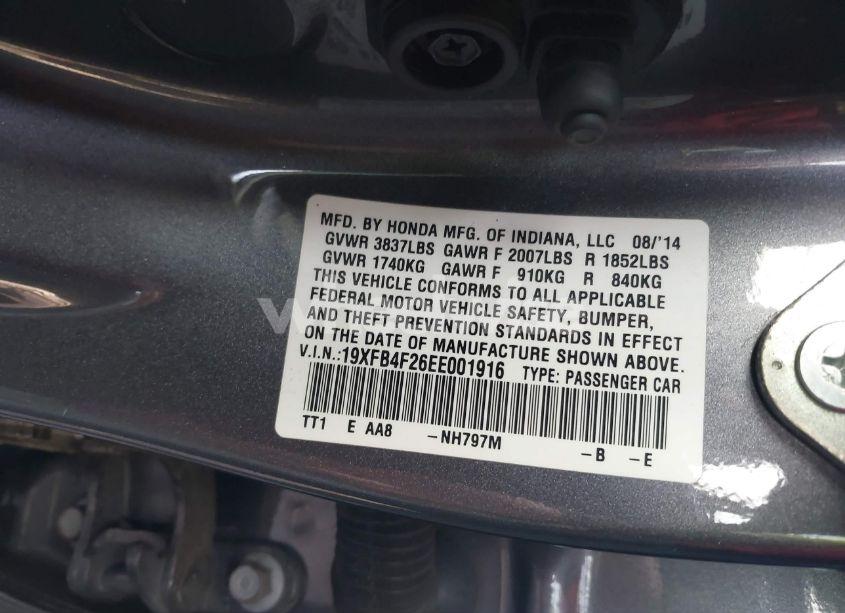 MFD. BY HONDA MFG. OF INDIANA, LLC 08/'14
GVWR 3837LBS GAWR F 2007LBS R 1852LBS
GVWR 1740KG GAWR F 910KG R 840KG
THIS VEHICLE CONFORMS TO ALL APPLICABLE
FEDERAL MOTOR VEHICLE SAFETY, BUMPER,
AND THEFT PREVENTION STANDARDS IN EFFECT
ON THE DATE OF MANUFACTURE SHOWN ABOVE.
V.I.N.:19XFB4F26EE001916 TYPE: PASSENGER CAR
TT1 E AA8 -NH797M -B -E